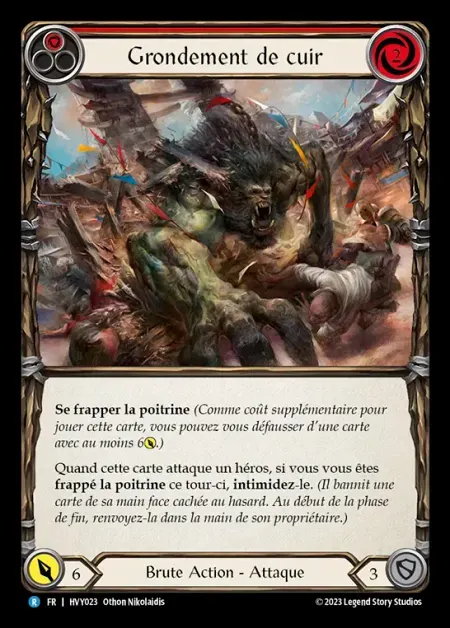 Grondement de cuir
2
Se frapper la poitrine (Comme coût supplémentaire pour
jouer cette carte, vous pouvez vous défausser d'une carte
avec au moins 6.)
Quand cette carte attaque un héros, si vous vous êtes
frappé la poitrine ce tour-ci, intimidez-le. (Il bannit une
carte de sa main face cachée au hasard. Au début de la phase
de fin, renvoyez-la dans la main de son propriétaire.)
6
Brute Action - Attaque
3
R FR | HVY023 Othon Nikolaidis
© 2023 Legend Story Studios